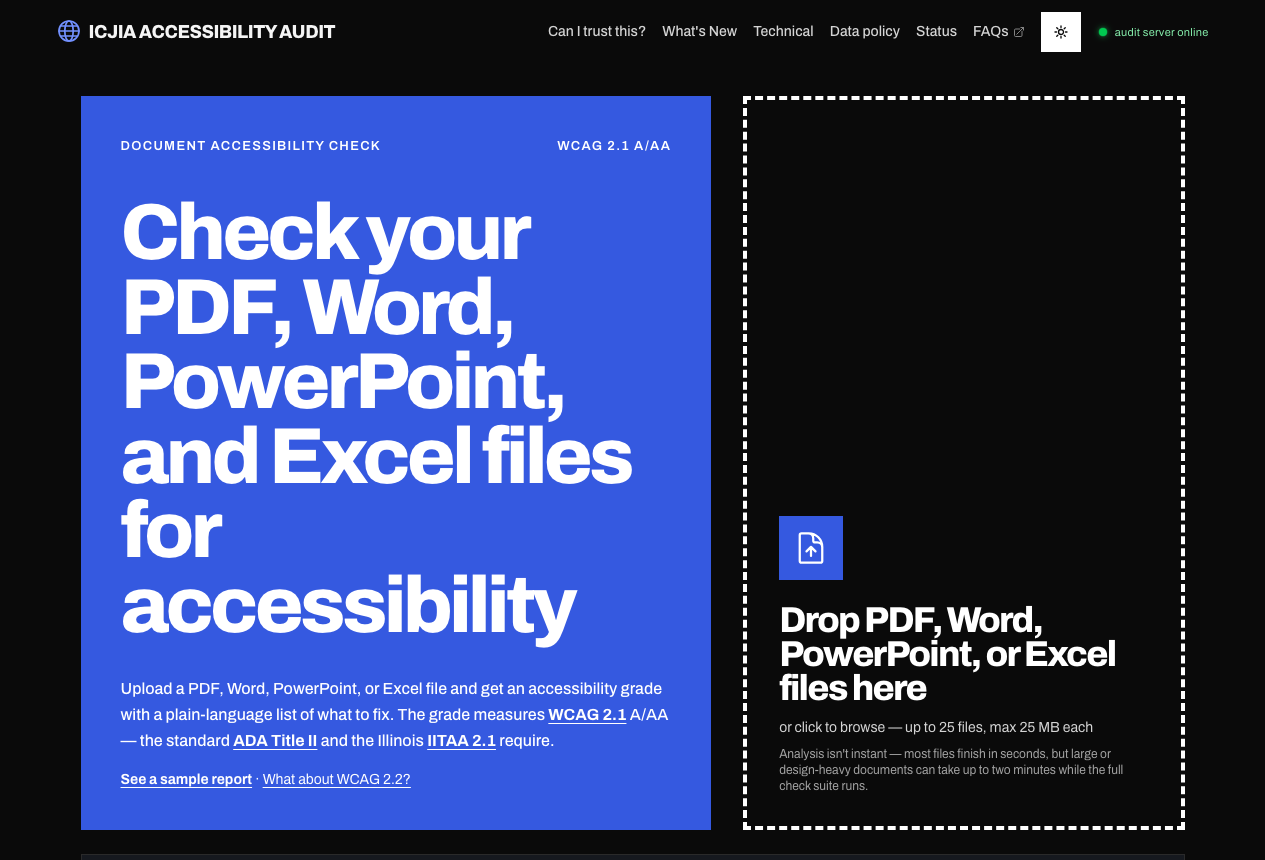 ICJIA ACCESSIBILITY AUDIT
Can I trust this? What's New Technical Data policy Status FAQs
audit server online
DOCUMENT ACCESSIBILITY CHECK
WCAG 2.1 A/AA
Check your
PDF, Word,
PowerPoint,
and Excel files
for
accessibility
Upload a PDF, Word, PowerPoint, or Excel file and get an accessibility grade
with a plain-language list of what to fix. The grade measures WCAG 2.1 A/AA
— the standard ADA Title II and the Illinois IITAA 2.1 require.
See a sample report · What about WCAG 2.2?
Drop PDF, Word,
PowerPoint, or Excel
files here
or click to browse — up to 25 files, max 25 MB each
Analysis isn't instant — most files finish in seconds, but large or
design-heavy documents can take up to two minutes while the full
check suite runs.